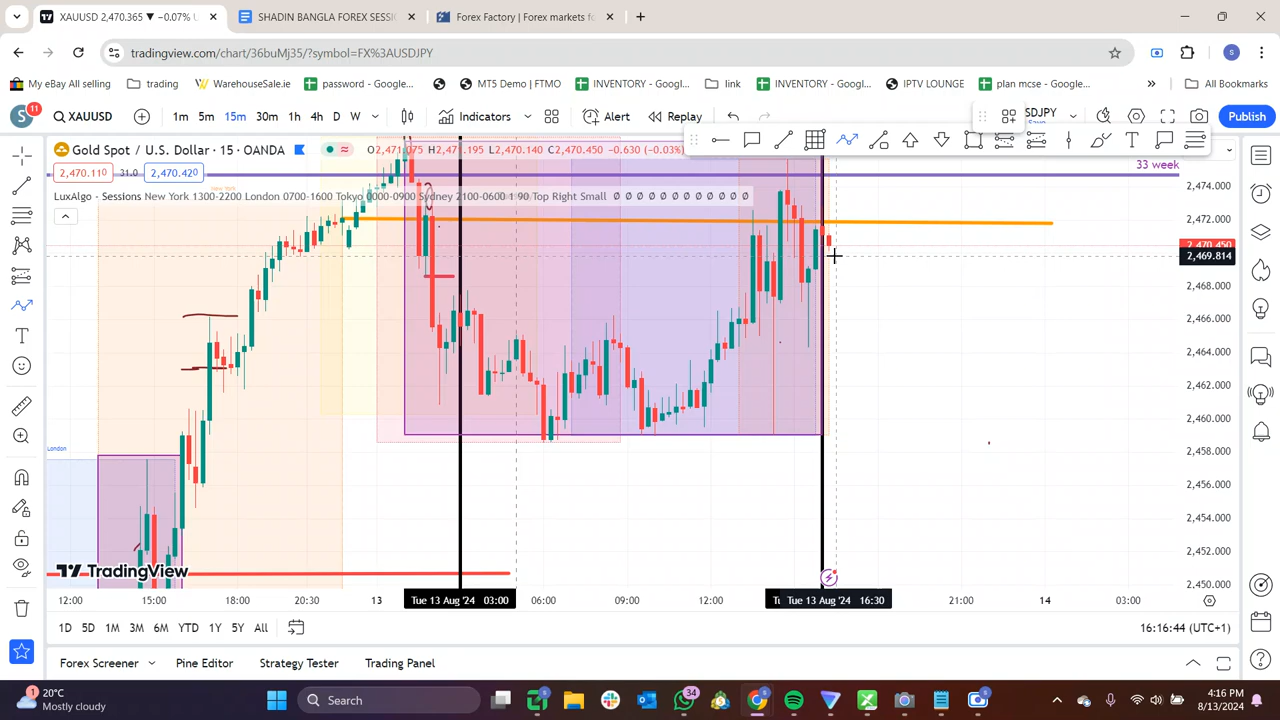 XAUUSD 2,470.365 ▼ −0.07%
SHADIN BANGLA FOREX SESSI
Forex Factory | Forex markets fo
tradingview.com/chart/36buMj35/?symbol=FX%3AUSDJPY
S
My eBay All selling
trading
WarehouseSale.ie
password - Google...
MT5 Demo | FTMO
INVENTORY - Googl...
link
INVENTORY - Googl...
IPTV LOUNGE
plan mcse - Google...
All Bookmarks
S 11
XAUUSD
1m 5m 15m 30m 1h 4h D W
Indicators
Alert
Replay
SDJPY
Save
Publish
Gold Spot / U.S. Dollar · 15 · OANDA
O2,471.075 H2,471.195 L2,470.140 C2,470.450 −0.630 (−0.03%)
2,470.110 31.0 2,470.420
33 week
LuxAlgo - Sessions New York 1300-2200 London 0700-1600 Tokyo 0000-0900 Sydney 2100-0600 1 90 Top Right Small ∅ ∅ ∅ ∅ ∅ ∅ ∅ ∅ ∅ ∅ ∅ ∅
New York
2,474.000
2,472.000
2,470.450
2,469.814
2,468.000
2,466.000
2,464.000
2,462.000
2,460.000
2,458.000
2,456.000
2,454.000
2,452.000
2,450.000
London
TradingView
12:00 15:00 18:00 20:30 13 Tue 13 Aug '24 03:00 06:00 09:00 12:00 Tue 13 Aug '24 16:30 21:00 14 03:00
1D 5D 1M 3M 6M YTD 1Y 5Y All
16:16:44 (UTC+1)
Forex Screener
Pine Editor
Strategy Tester
Trading Panel
1
20°C
Mostly cloudy
Search
34
4:16 PM
8/13/2024